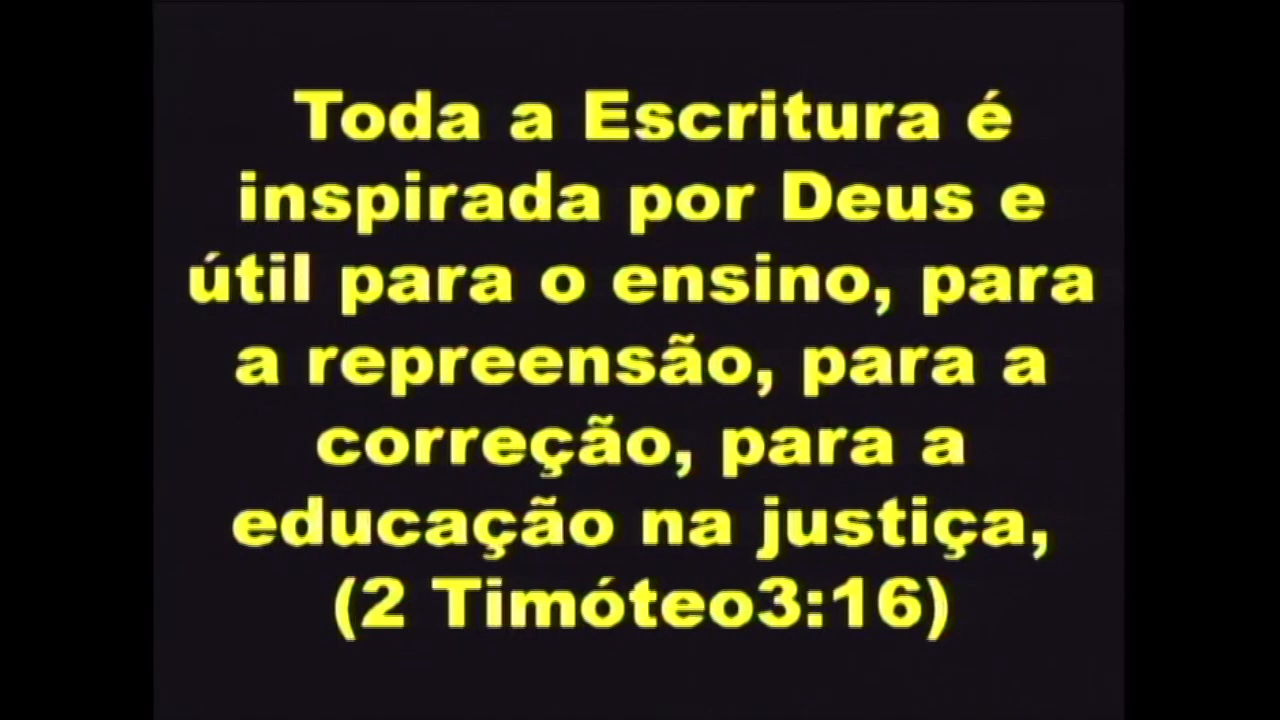 Toda a Escritura é
inspirada por Deus e
útil para o ensino, para
a repreensão, para a
correção, para a
educação na justiça,
(2 Timóteo3:16)